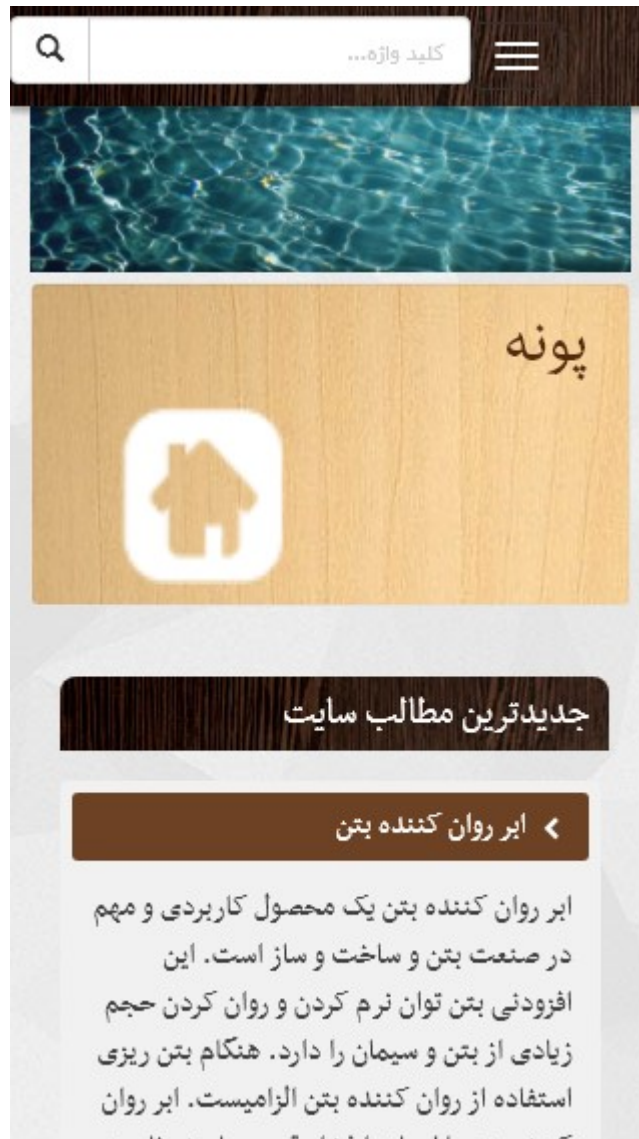 کلید واژه...
پونه
جدیدترین مطالب سایت
ابر روان کننده بتن
ابر روان کننده بتن یک محصول کاربردی و مهم
در صنعت بتن و ساخت و ساز است. این
افزودنی بتن توان نرم کردن و روان کردن حجم
زیادی از بتن و سیمان را دارد. هنگام بتن ریزی
استفاده از روان کننده بتن الزامیست. ابر روان